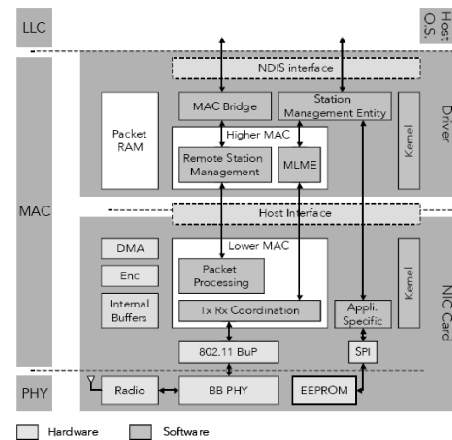 LLC
Host
O.S.
NDIS interface
MAC Bridge
Station
Management Entity
Packet
RAM
Higher MAC
Remote Station
Management
MLME
Kernel
Driver
MAC
Host Interface
DMA
Enc
Internal
Buffers
Lower MAC
Packet
Processing
Tx Rx Coordination
Appli.
Specific
Kernel
NIC Card
802.11 BuP
SPI
PHY
Radio
BB PHY
EEPROM
Hardware
Software